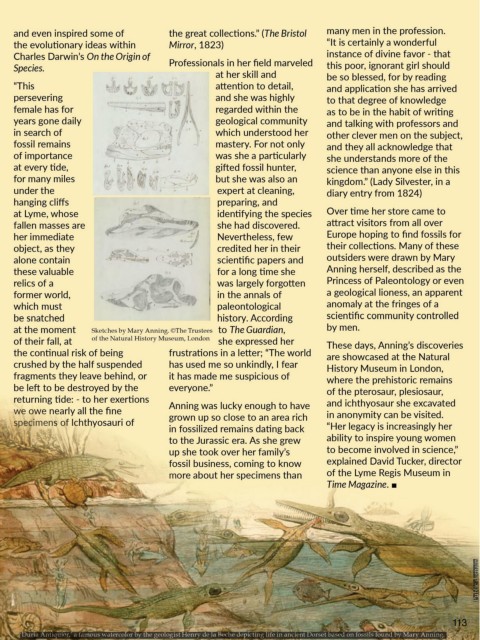 and even inspired some of
the evolutionary ideas within
Charles Darwin's On the Origin of
Species.
“This
persevering
female has for
years gone daily
in search of
fossil remains
of importance
at every tide,
for many miles
under the
hanging cliffs
at Lyme, whose
fallen masses are
her immediate
object, as they
alone contain
these valuable
relics of a
former world,
which must
be snatched
at the moment
of their fall, at
the continual risk of being
crushed by the half suspended
fragments they leave behind, or
be left to be destroyed by the
returning tide: - to her exertions
we owe nearly all the fine
specimens of Ichthyosauri of
Sketches by Mary Anning. ©The Trustees
of the Natural History Museum, London
the great collections.” (The Bristol
Mirror, 1823)
Professionals in her field marveled
at her skill and
attention to detail,
and she was highly
regarded within the
geological community
which understood her
mastery. For not only
was she a particularly
gifted fossil hunter,
but she was also an
expert at cleaning,
preparing, and
identifying the species
she had discovered.
Nevertheless, few
credited her in their
scientific papers and
for a long time she
was largely forgotten
in the annals of
paleontological
history. According
to The Guardian,
she expressed her
frustrations in a letter; “The world
has used me so unkindly, I fear
it has made me suspicious of
everyone.”
Anning was lucky enough to have
grown up so close to an area rich
in fossilized remains dating back
to the Jurassic era. As she grew
up she took over her family's
fossil business, coming to know
more about her specimens than
many men in the profession.
“It is certainly a wonderful
instance of divine favor - that
this poor, ignorant girl should
be so blessed, for by reading
and application she has arrived
to that degree of knowledge
as to be in the habit of writing
and talking with professors and
other clever men on the subject,
and they all acknowledge that
she understands more of the
science than anyone else in this
kingdom.” (Lady Silvester, in a
diary entry from 1824)
Over time her store came to
attract visitors from all over
Europe hoping to find fossils for
their collections. Many of these
outsiders were drawn by Mary
Anning herself, described as the
Princess of Paleontology or even
a geological lioness, an apparent
anomaly at the fringes of a
scientific community controlled
by men.
These days, Anning's discoveries
are showcased at the Natural
History Museum in London,
where the prehistoric remains
of the pterosaur, plesiosaur,
and ichthyosaur she excavated
in anonymity can be visited.
“Her legacy is increasingly her
ability to inspire young women
to become involved in science,”
explained David Tucker, director
of the Lyme Regis Museum in
Time Magazine. ■
113
Duria Antiquior, a famous watercolor by the geologist Henry de la Beche depicting life in ancient Dorset based on fossils found by Mary Anning.